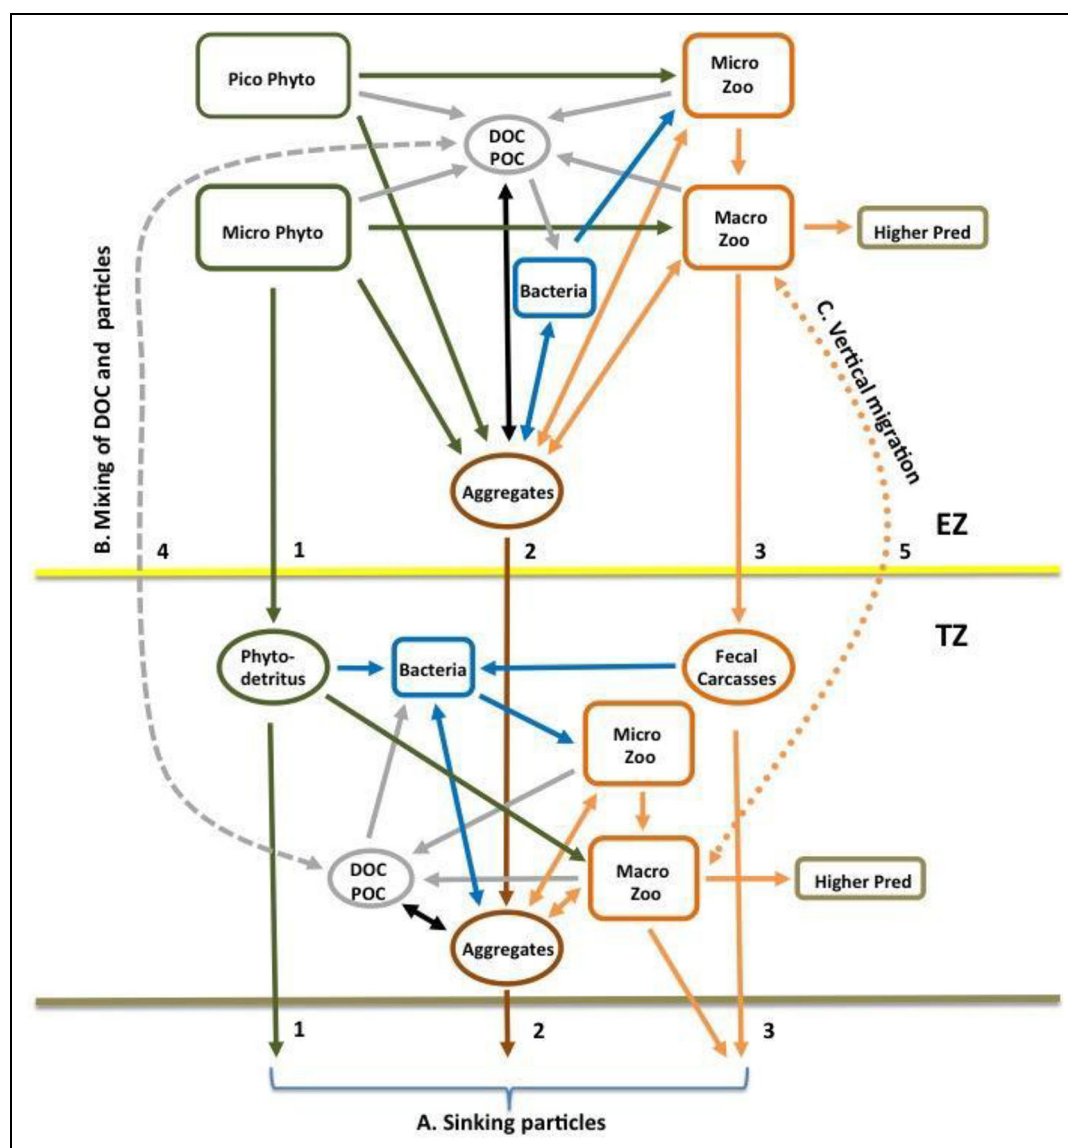 Pico Phyto
Micro
Zoo
DOC
POC
Micro Phyto
Macro
Zoo
Higher Pred
Bacteria
B. Mixing of DOC and particles
C. Vertical migration
Aggregates
EZ
4
1
2
3
5
TZ
Phyto-
detritus
Bacteria
Fecal
Carcasses
Micro
Zoo
DOC
POC
Macro
Zoo
Higher Pred
Aggregates
1
2
3
A. Sinking particles